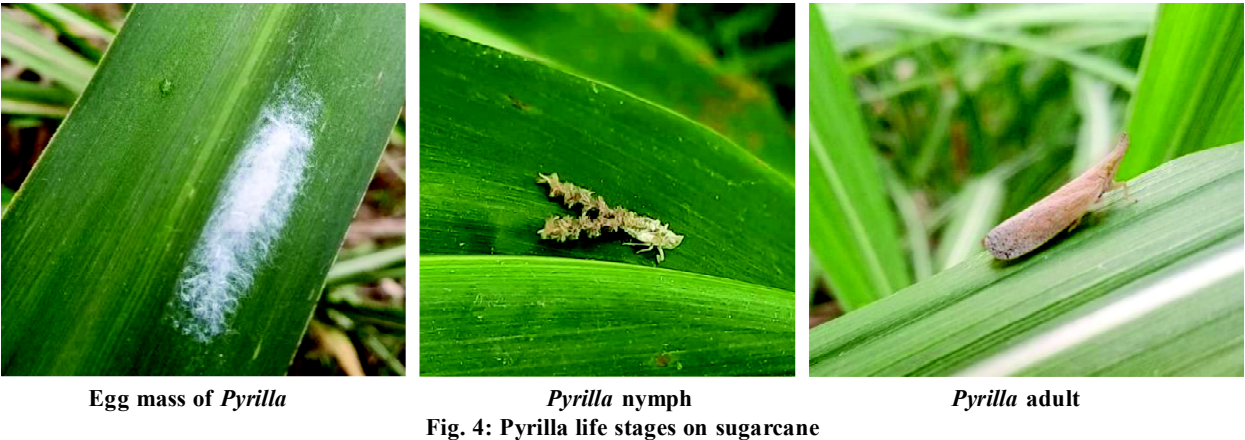 Egg mass of Pyrilla
Pyrilla nymph
Pyrilla adult
Fig. 4: Pyrilla life stages on sugarcane